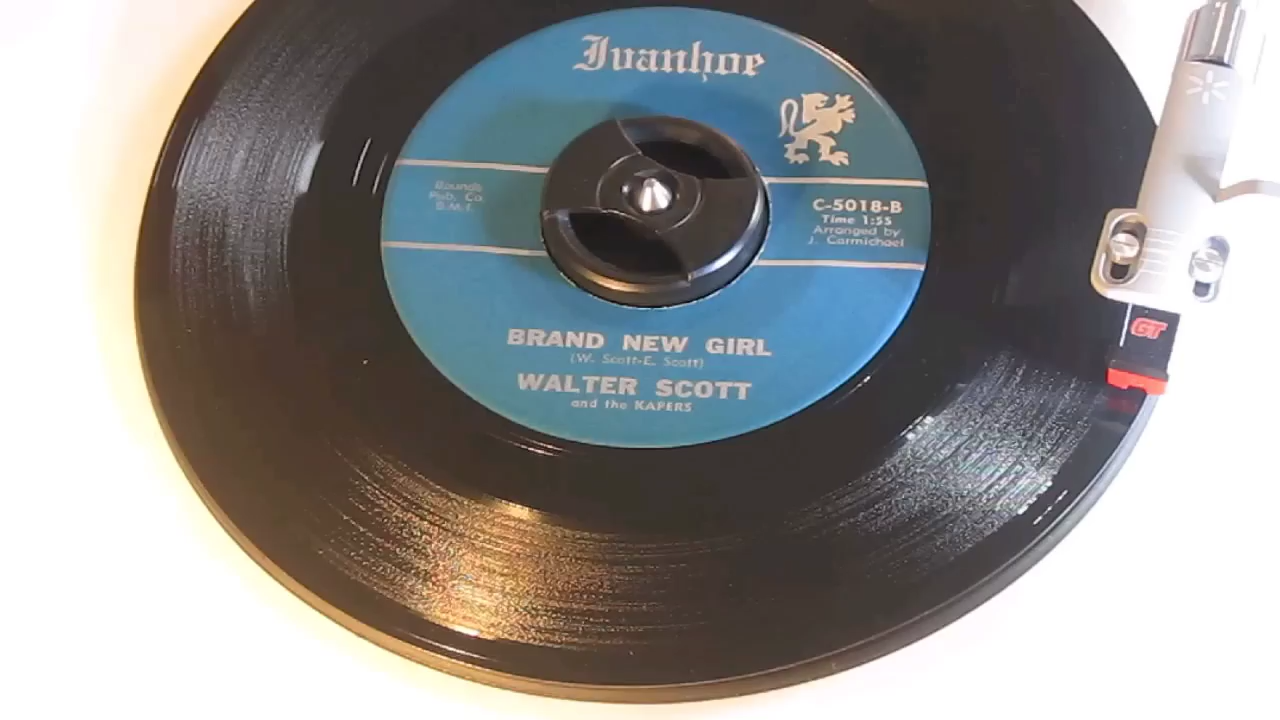 Ivanhoe
Rounds
Pub. Co.
B.M.I.
C-5018-B
Time 1:55
Arranged by
J. Carmichael
BRAND NEW GIRL
(W. Scott-E. Scott)
WALTER SCOTT
and the KAPERS
GT